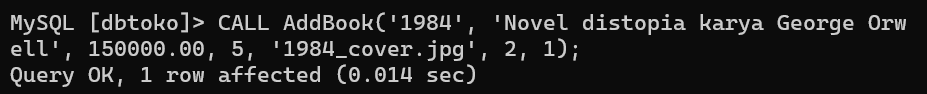 MySQL [dbtoko]> CALL AddBook('1984', 'Novel distopia karya George Orw
ell', 150000.00, 5, '1984_cover.jpg', 2, 1);
Query OK, 1 row affected (0.014 sec)